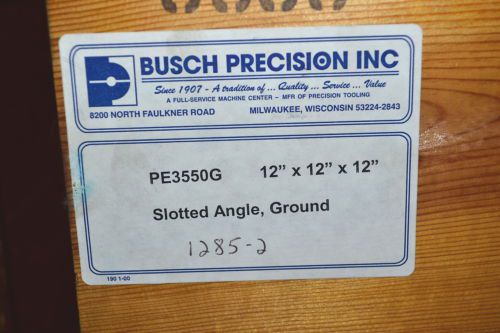 BUSCH PRECISION INC
Since 1907 - A tradition of ... Quality ... Service ... Value
A FULL-SERVICE MACHINE CENTER - MFR OF PRECISION TOOLING
8200 NORTH FAULKNER ROAD MILWAUKEE, WISCONSIN 53224-2843
PE3550G 12" x 12" x 12"
Slotted Angle, Ground
1285-2
190 1-00